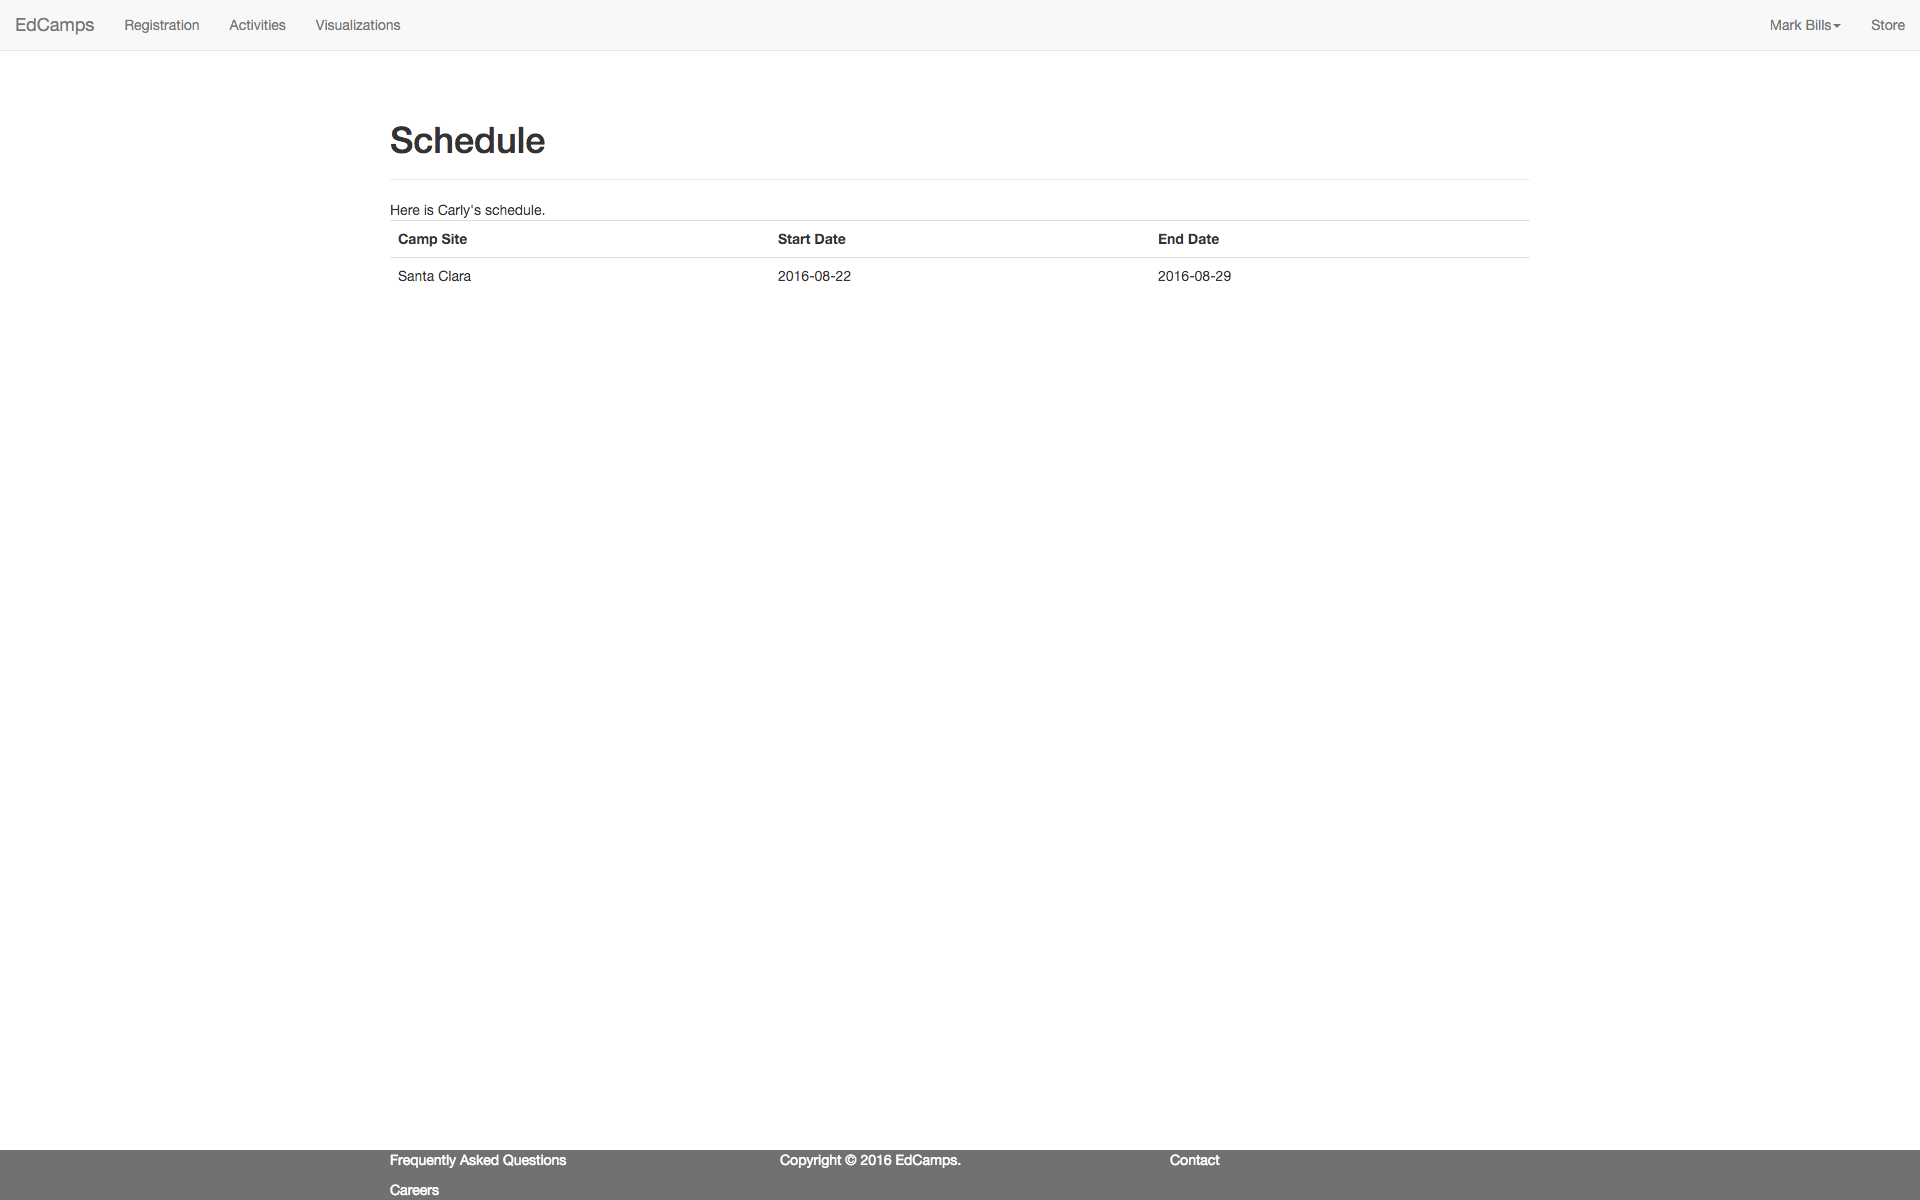 EdCamps Registration Activities Visualizations Mark Bills Store
Schedule
Here is Carly's schedule.
Camp Site Start Date End Date
Santa Clara 2016-08-22 2016-08-29
Frequently Asked Questions Copyright © 2016 EdCamps. Contact
Careers